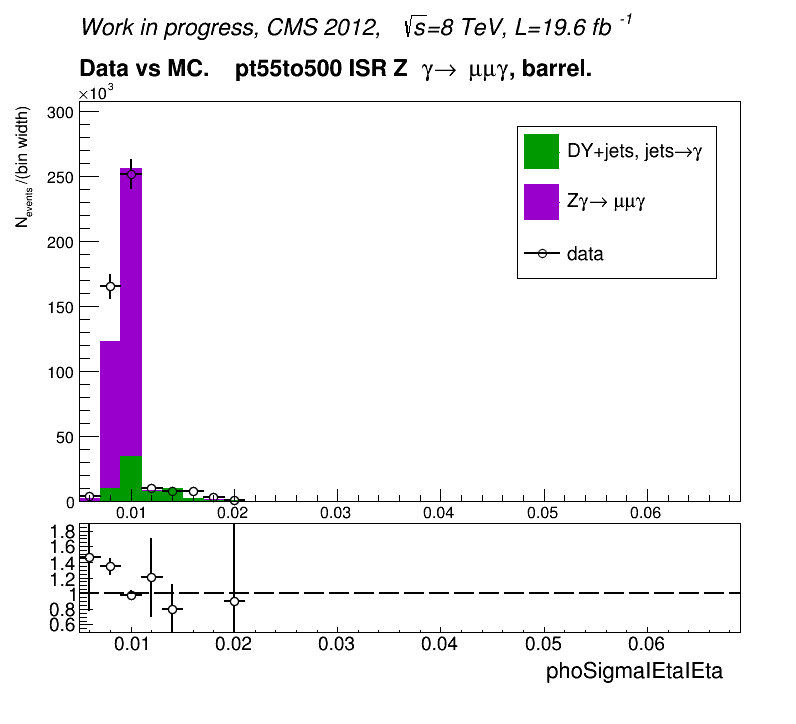 Work in progress, CMS 2012, √s=8 TeV, L=19.6 fb⁻¹
Data vs MC. pt55to500 ISR Z γ→ μμγ, barrel.
×10³
N_events /(bin width)
300
250
200
150
100
50
0
DY+jets, jets→γ
Zγ→ μμγ
data
0.01 0.02 0.03 0.04 0.05 0.06
1.8
1.6
1.4
1.2
1
0.8
0.6
0.01 0.02 0.03 0.04 0.05 0.06
phoSigmaIEtaIEta